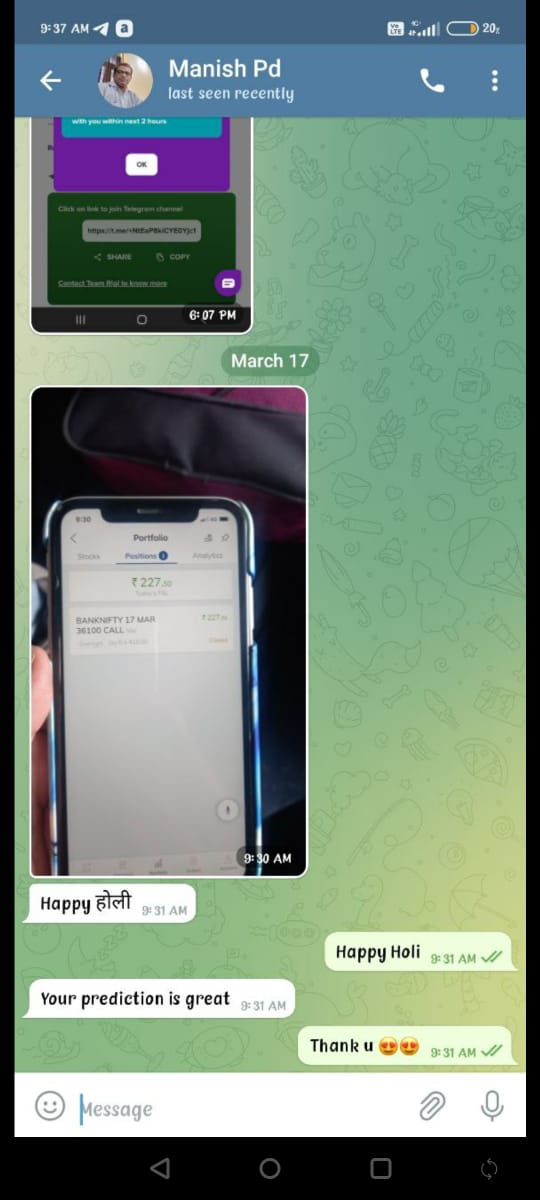 9:37 AM
20%
Manish Pd
last seen recently
with you within next 2 hours
OK
Click on link to join Telegram channel
SHARE COPY
Contact Team Rial to know more
6:07 PM
March 17
9:30
Portfolio
Stocks Positions Analytics
₹ 227.50
Today's P&L
BANKNIFTY 17 MAR
36100 CALL
₹ 227.50
Closed
9:30 AM
Happy होली 9:31 AM
Happy Holi 9:31 AM
Your prediction is great 9:31 AM
Thank u 😍😍 9:31 AM
Message